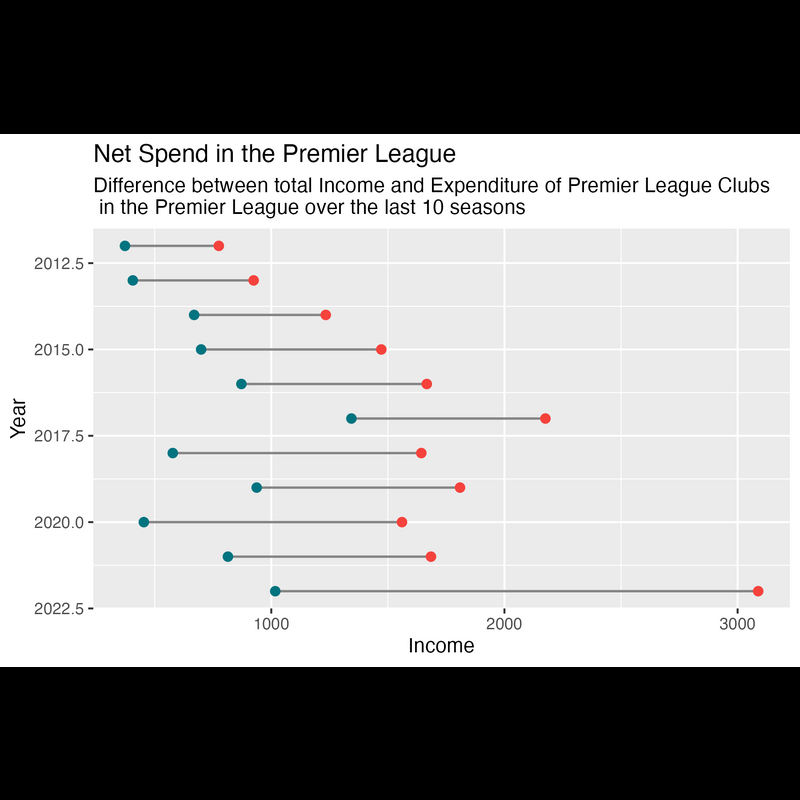 Net Spend in the Premier League
Difference between total Income and Expenditure of Premier League Clubs
in the Premier League over the last 10 seasons
2012.5
2015.0
Year
2017.5
2020.0
2022.5
1000 2000 3000
Income